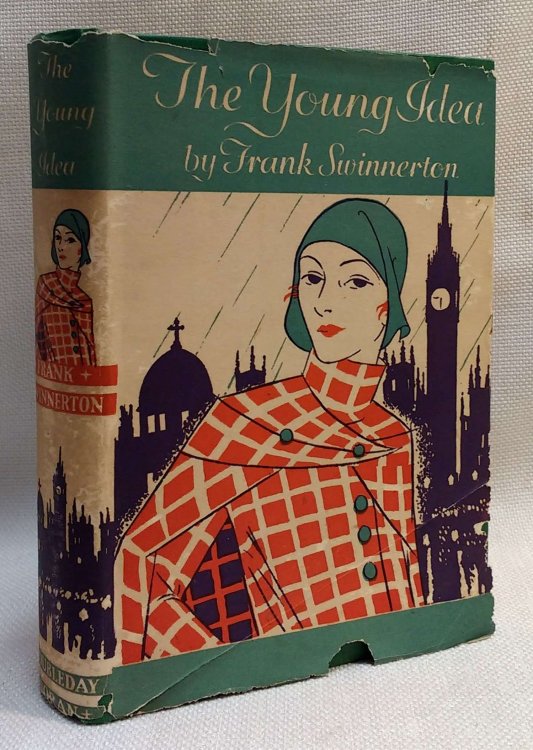 The Young Idea
by Frank Swinnerton
The
Young
Idea
FRANK
SWINNERTON
DOUBLEDAY
DORAN